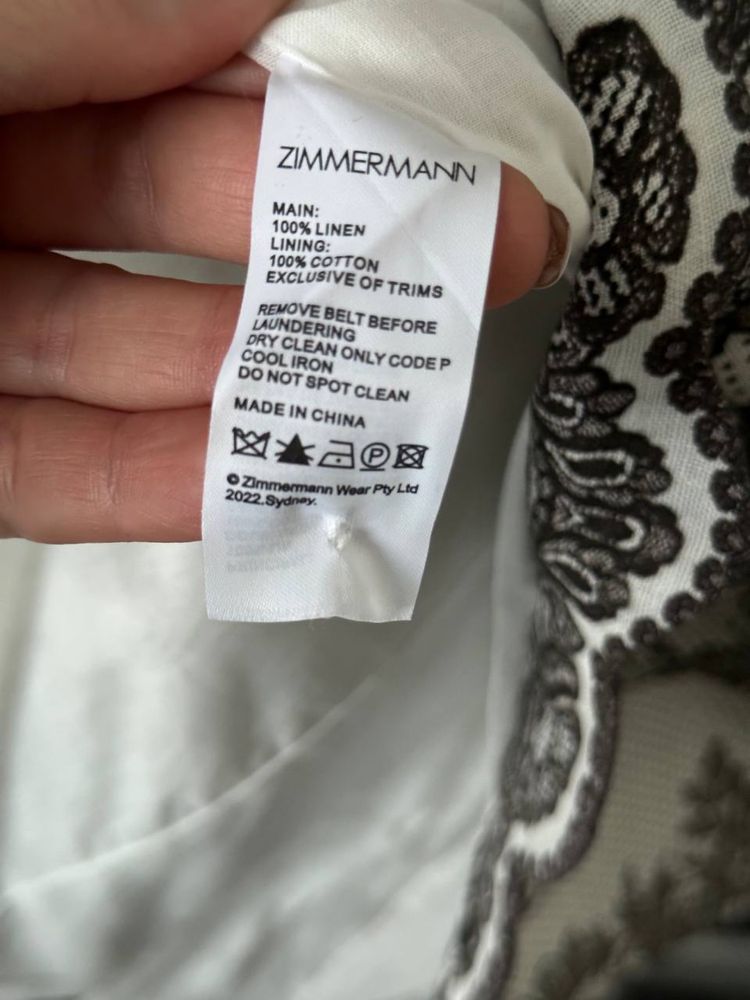 ZIMMERMANN
MAIN:
100% LINEN
LINING:
100% COTTON
EXCLUSIVE OF TRIMS
REMOVE BELT BEFORE
LAUNDERING
DRY CLEAN ONLY CODE P
COOL IRON
DO NOT SPOT CLEAN
MADE IN CHINA
P
© Zimmermann Wear Pty Ltd
2022.Sydney.